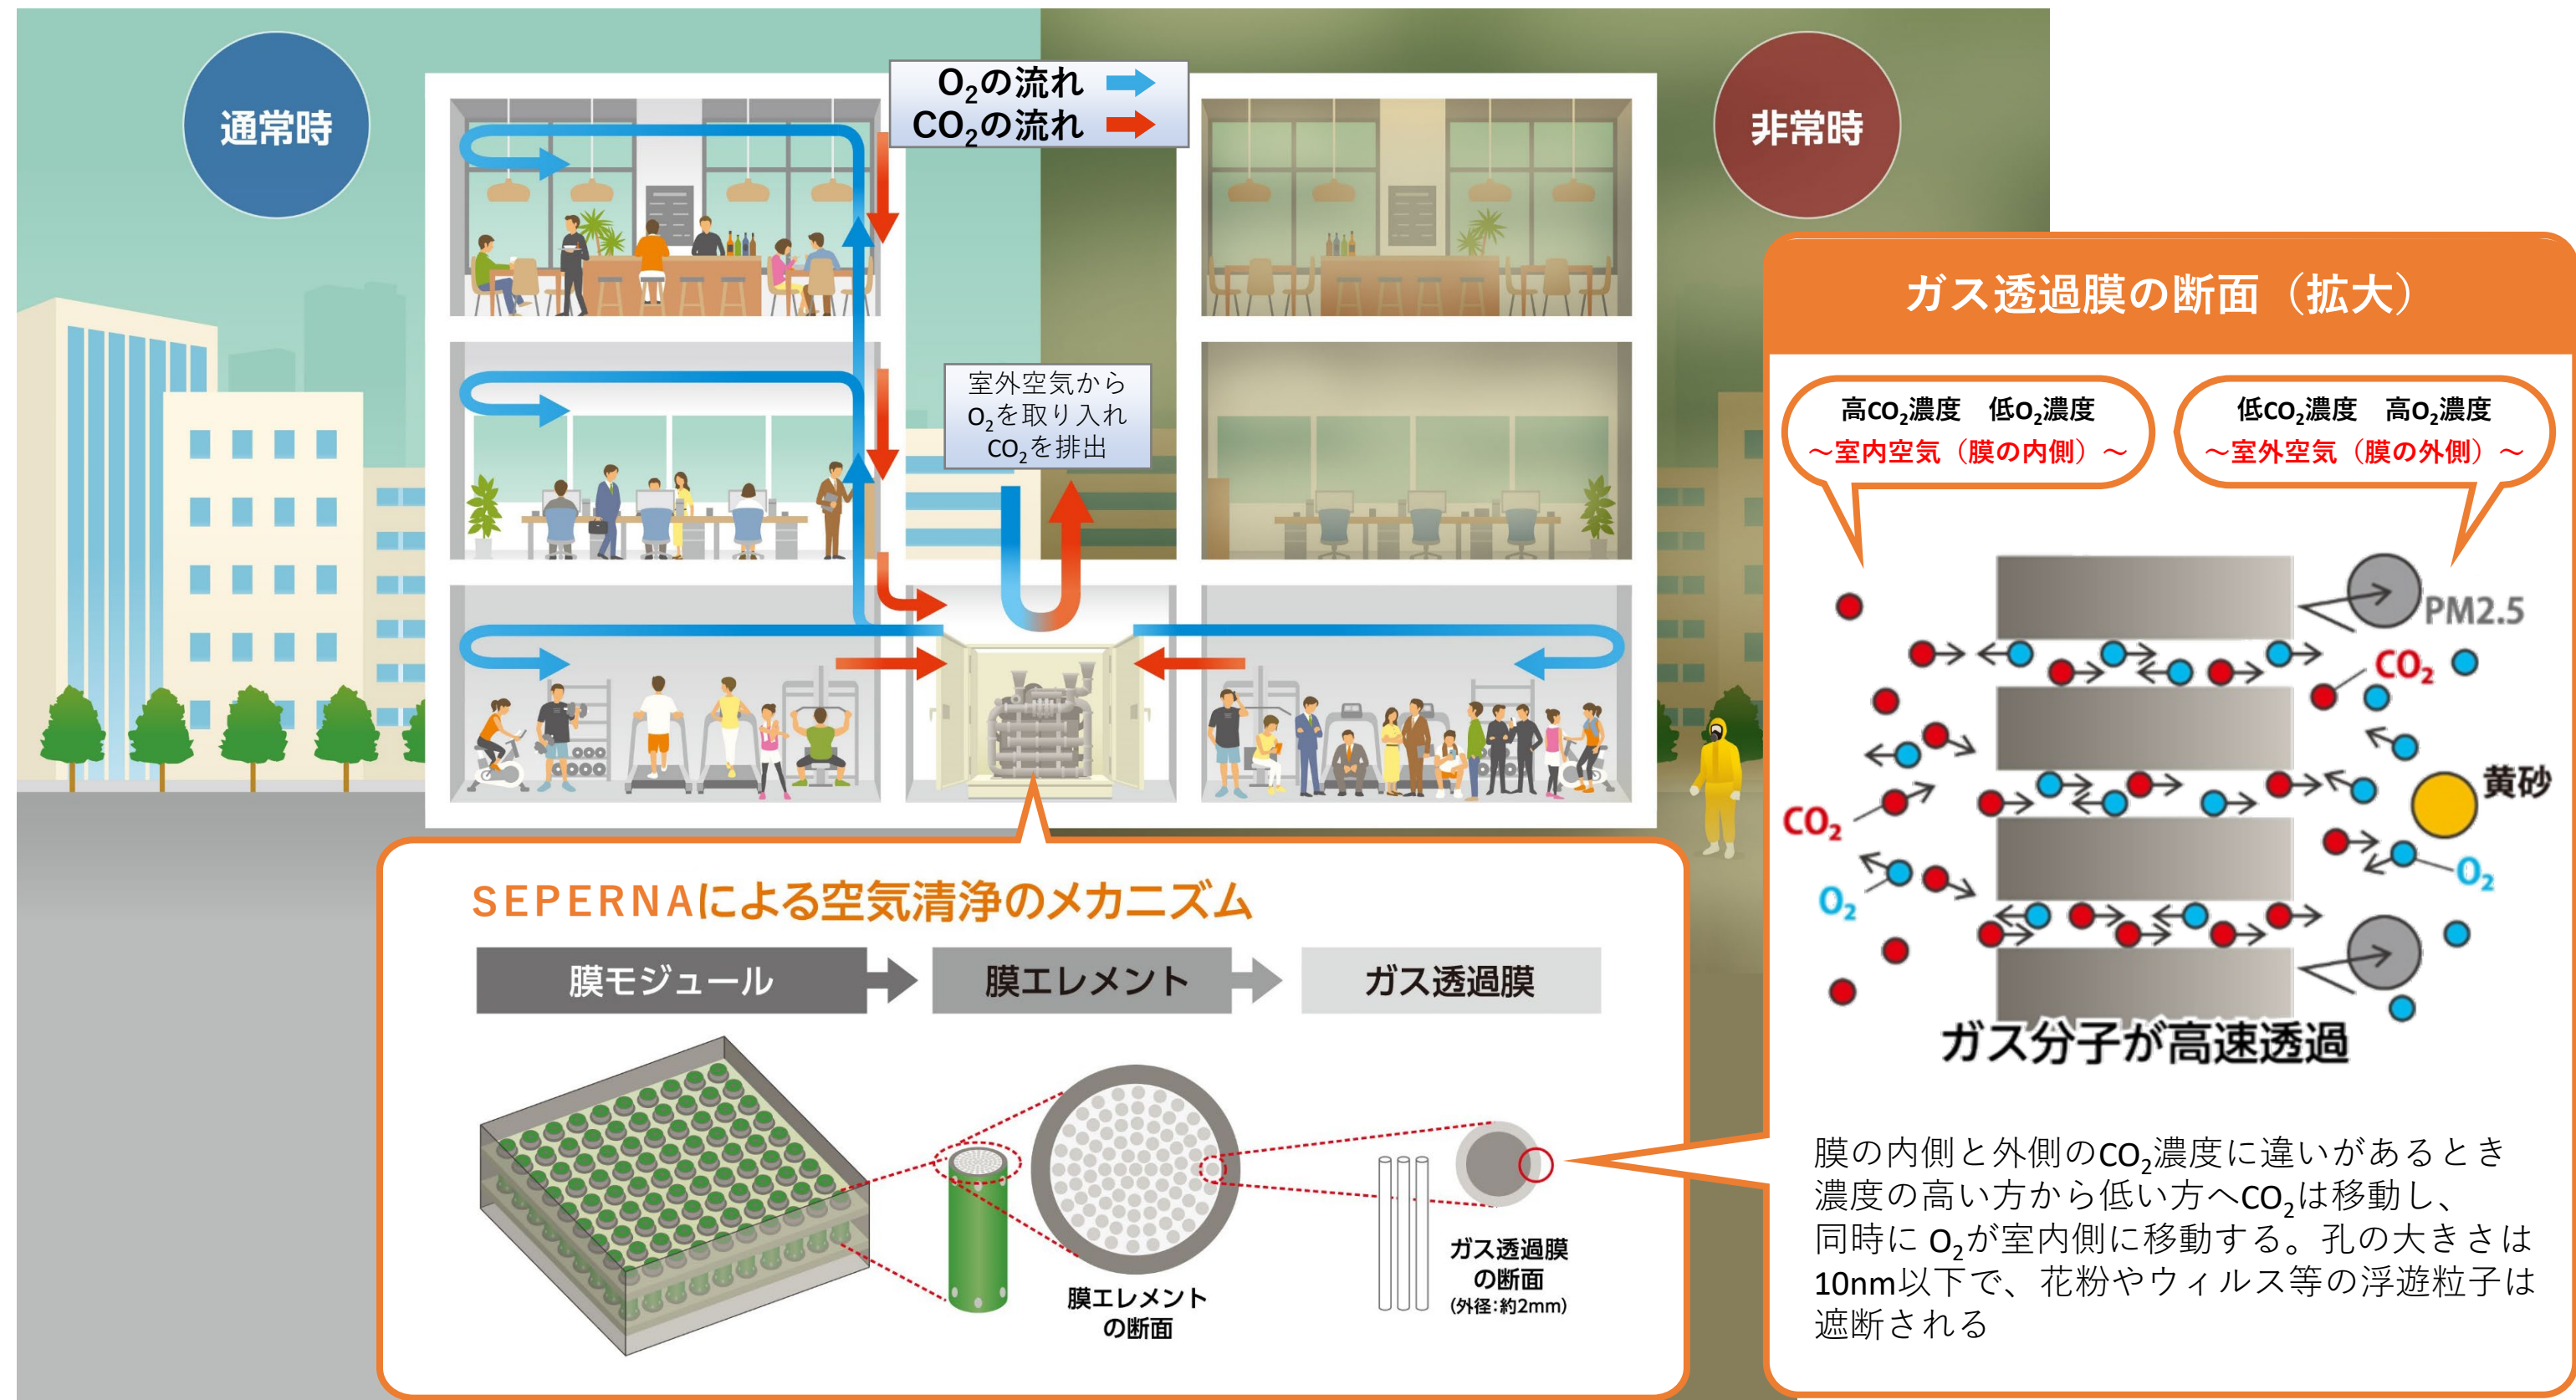 通常時
O₂の流れ
CO₂の流れ
非常時
室外空気から
O₂を取り入れ
CO₂を排出
SEPERNAによる空気清浄のメカニズム
膜モジュール
膜エレメント
ガス透過膜
膜エレメント
の断面
ガス透過膜
の断面
(外径:約2mm)
ガス透過膜の断面（拡大）
高CO₂濃度　低O₂濃度
～室内空気（膜の内側）～
低CO₂濃度　高O₂濃度
～室外空気（膜の外側）～
PM2.5
CO₂
黄砂
CO₂
O₂
O₂
ガス分子が高速透過
膜の内側と外側のCO₂濃度に違いがあるとき
濃度の高い方から低い方へCO₂は移動し、
同時に O₂が室内側に移動する。孔の大きさは
10nm以下で、花粉やウィルス等の浮遊粒子は
遮断される